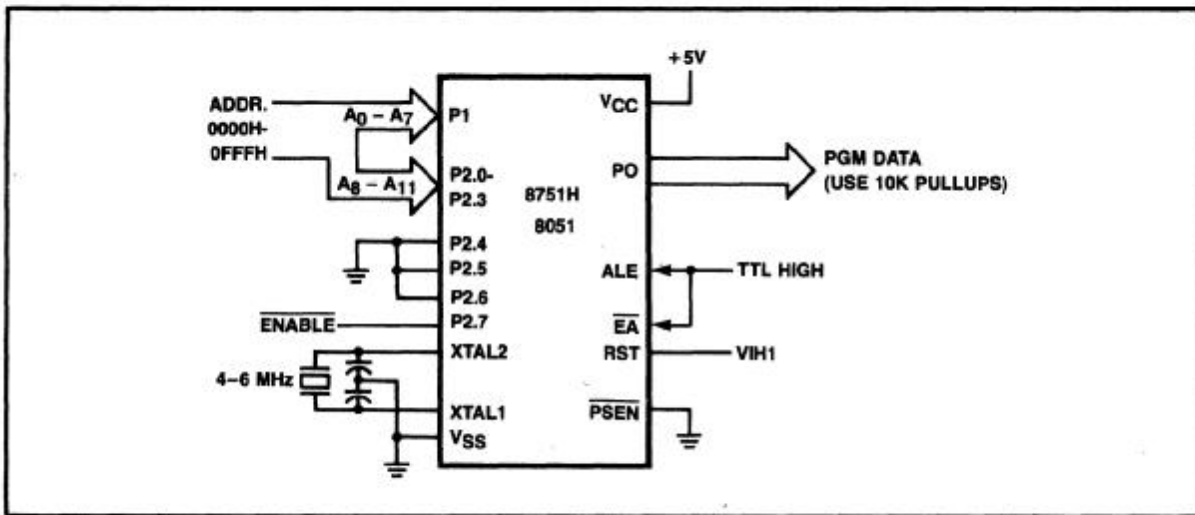 +5V
ADDR.
0000H-
0FFFH
A0 – A7
A8 – A11
P1
P2.0-
P2.3
P2.4
P2.5
P2.6
P2.7
ENABLE
XTAL2
4–6 MHz
XTAL1
VSS
8751H
8051
VCC
PO
PGM DATA
(USE 10K PULLUPS)
ALE
TTL HIGH
EA
RST
VIH1
PSEN